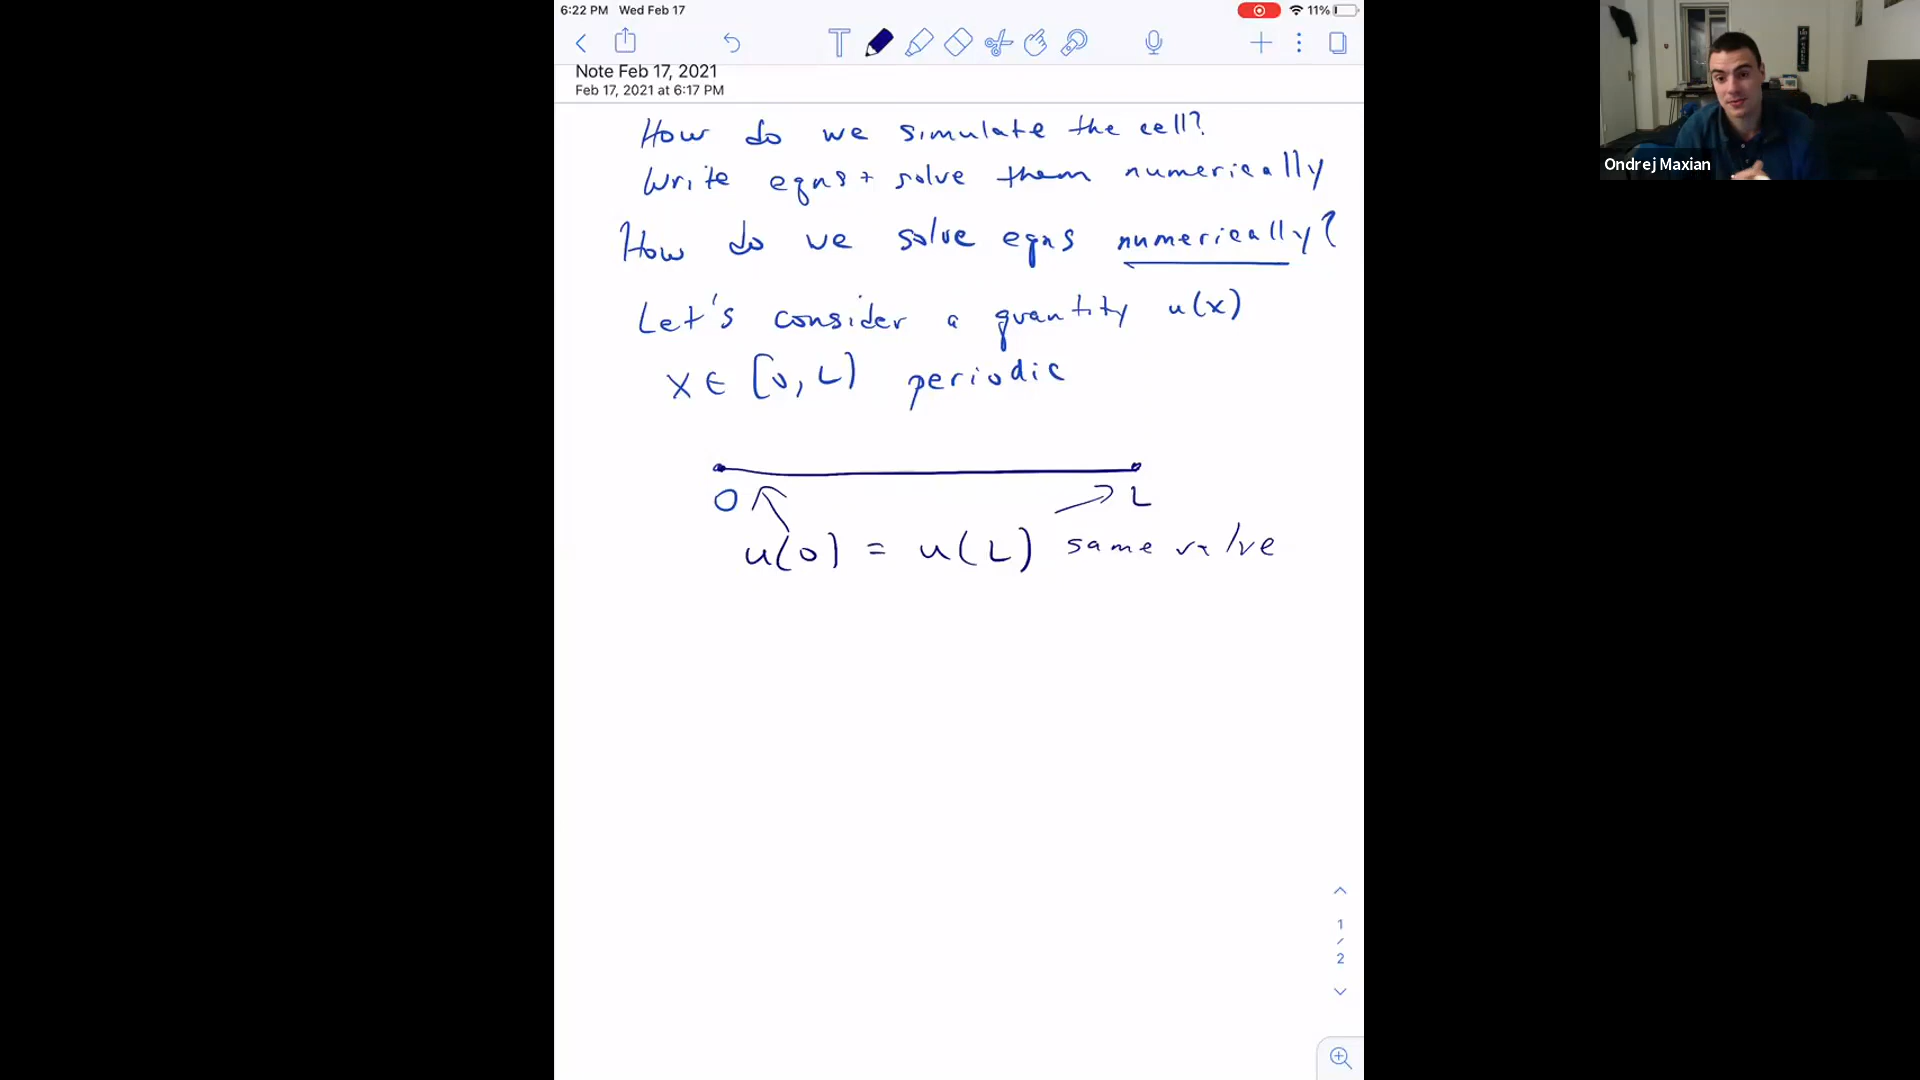 6:22 PM Wed Feb 17
11%
Note Feb 17, 2021
Feb 17, 2021 at 6:17 PM
How do we simulate the cell?
Write eqns + solve them numerically
How do we solve eqns numerically?
Let's consider a quantity u(x)
x ∈ [0, L) periodic
0 L
u(0) = u(L) same value
1
/
2
Ondrej Maxian